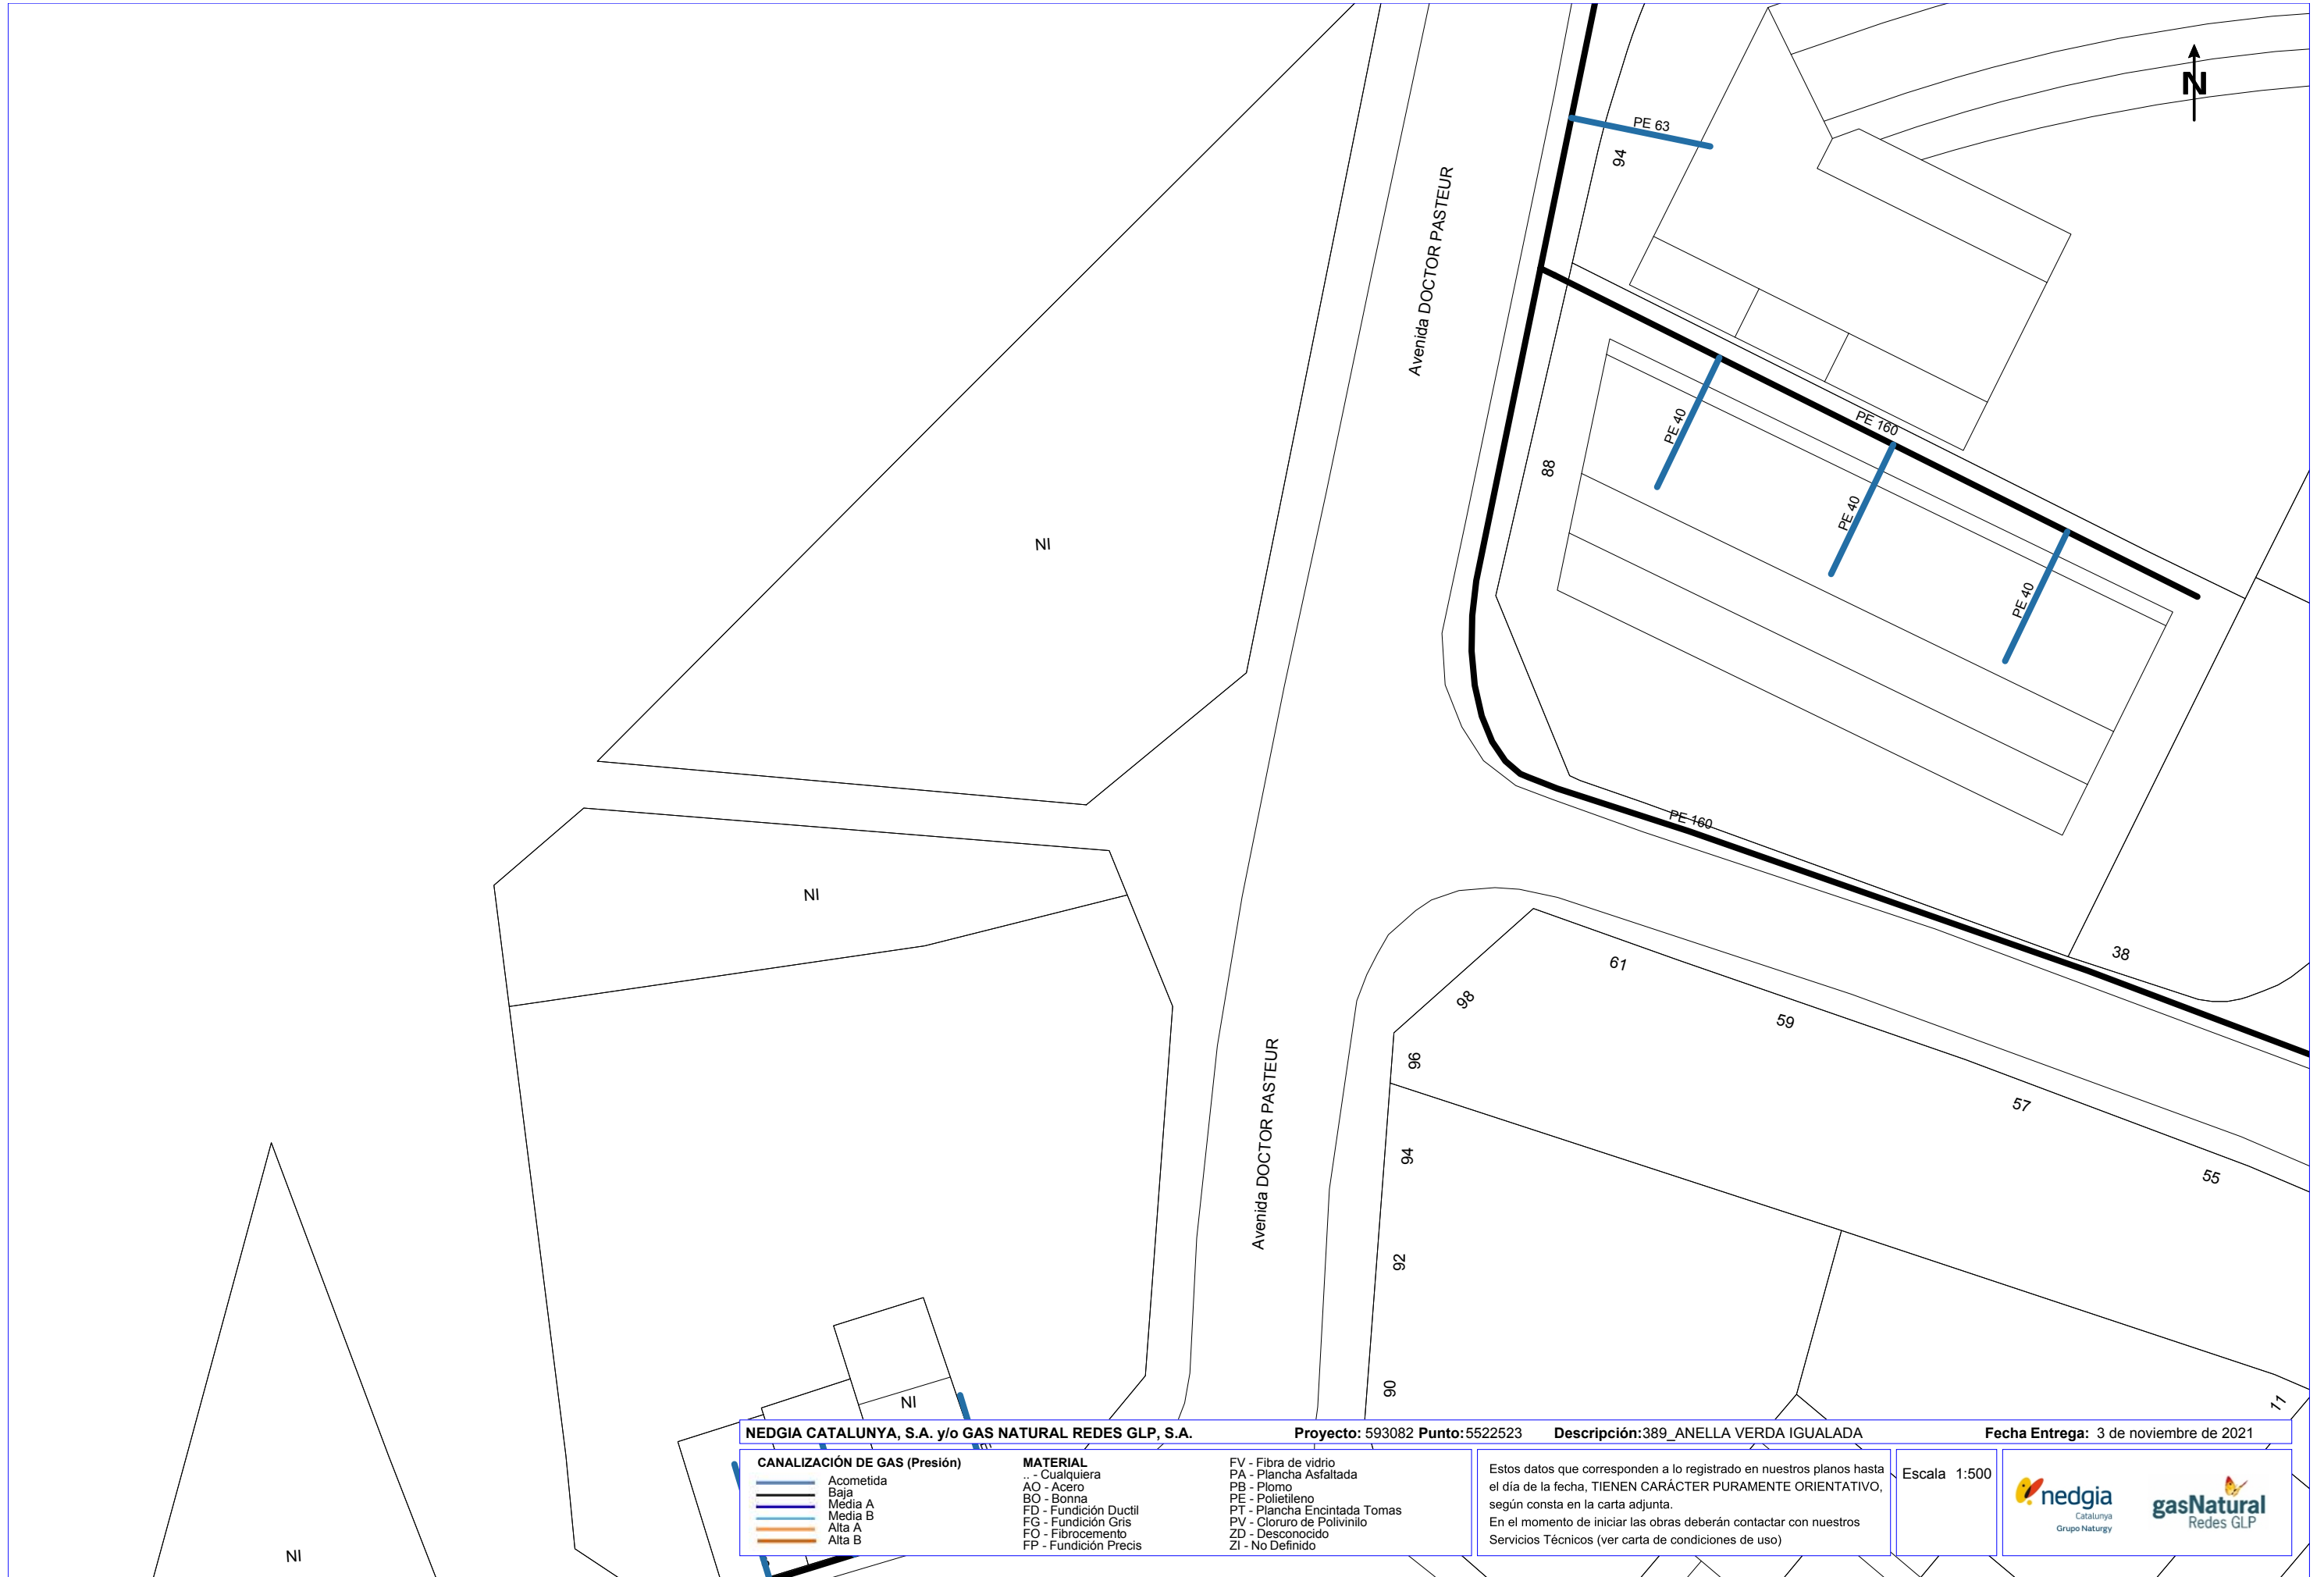 N
PE 63
94
Avenida DOCTOR PASTEUR
PE 40
PE 160
88
PE 40
NI
PE 40
PE 160
NI
38
61
98
59
96
Avenida DOCTOR PASTEUR
57
94
55
92
90
NI
11
NI
NEDGIA CATALUNYA, S.A. y/o GAS NATURAL REDES GLP, S.A. Proyecto: 593082 Punto:5522523 Descripción:389_ANELLA VERDA IGUALADA Fecha Entrega: 3 de noviembre de 2021
CANALIZACIÓN DE GAS (Presión)
Acometida
Baja
Media A
Media B
Alta A
Alta B
MATERIAL
.. - Cualquiera
AO - Acero
BO - Bonna
FD - Fundición Ductil
FG - Fundición Gris
FO - Fibrocemento
FP - Fundición Precis
FV - Fibra de vidrio
PA - Plancha Asfaltada
PB - Plomo
PE - Polietileno
PT - Plancha Encintada Tomas
PV - Cloruro de Polivinilo
ZD - Desconocido
ZI - No Definido
Estos datos que corresponden a lo registrado en nuestros planos hasta
el día de la fecha, TIENEN CARÁCTER PURAMENTE ORIENTATIVO,
según consta en la carta adjunta.
En el momento de iniciar las obras deberán contactar con nuestros
Servicios Técnicos (ver carta de condiciones de uso)
Escala 1:500
nedgia
Catalunya
Grupo Naturgy
gasNatural
Redes GLP